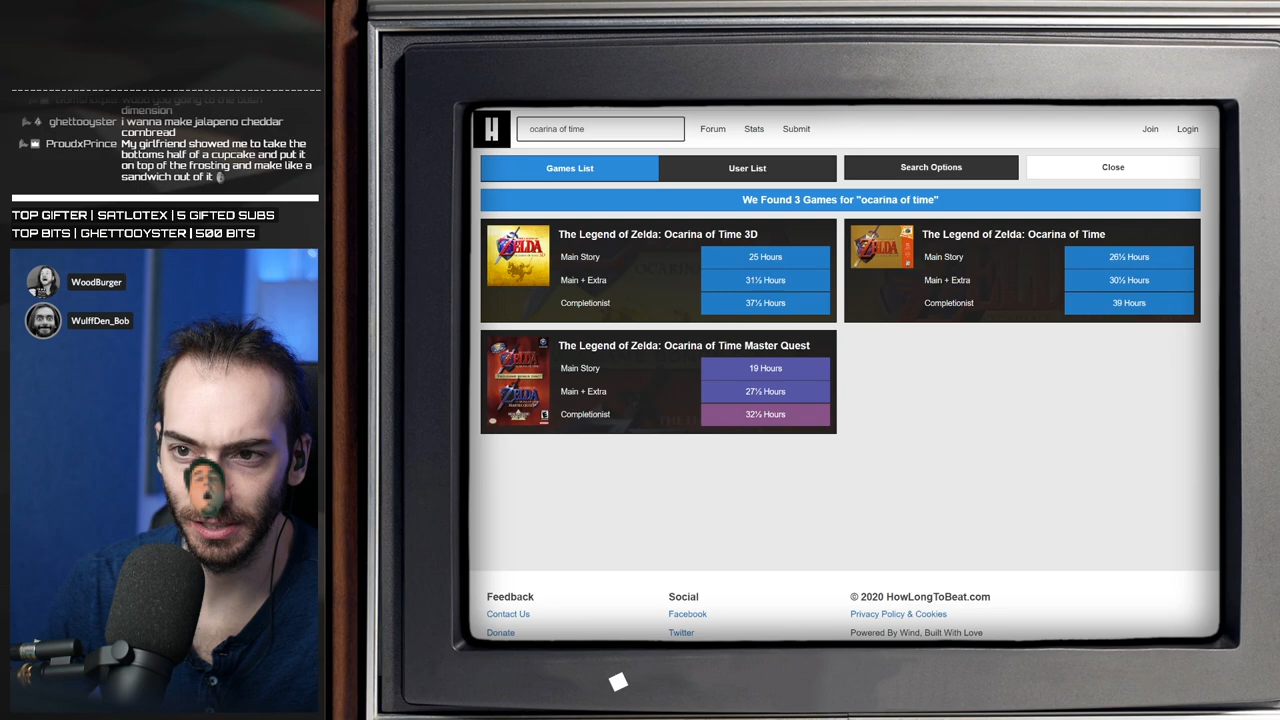 dimension
ghettooyster i wanna make jalapeno cheddar
cornbread
ProudxPrince My girlfriend showed me to take the
bottoms half of a cupcake and put it
on top of the frosting and make like a
sandwich out of it
TOP GIFTER | SATLOTEX | 5 GIFTED SUBS
TOP BITS | GHETTOOYSTER | 500 BITS
WoodBurger
WulffDen_Bob
H
ocarina of time
Forum Stats Submit
Join Login
Games List User List Search Options Close
We Found 3 Games for "ocarina of time"
The Legend of Zelda: Ocarina of Time 3D
Main Story 25 Hours
Main + Extra 31½ Hours
Completionist 37½ Hours
The Legend of Zelda: Ocarina of Time
Main Story 26½ Hours
Main + Extra 30½ Hours
Completionist 39 Hours
The Legend of Zelda: Ocarina of Time Master Quest
Main Story 19 Hours
Main + Extra 27½ Hours
Completionist 32½ Hours
ZELDA
ZELDA
ZELDA
ZELDA
Feedback
Contact Us
Donate
Social
Facebook
Twitter
© 2020 HowLongToBeat.com
Privacy Policy & Cookies
Powered By Wind, Built With Love